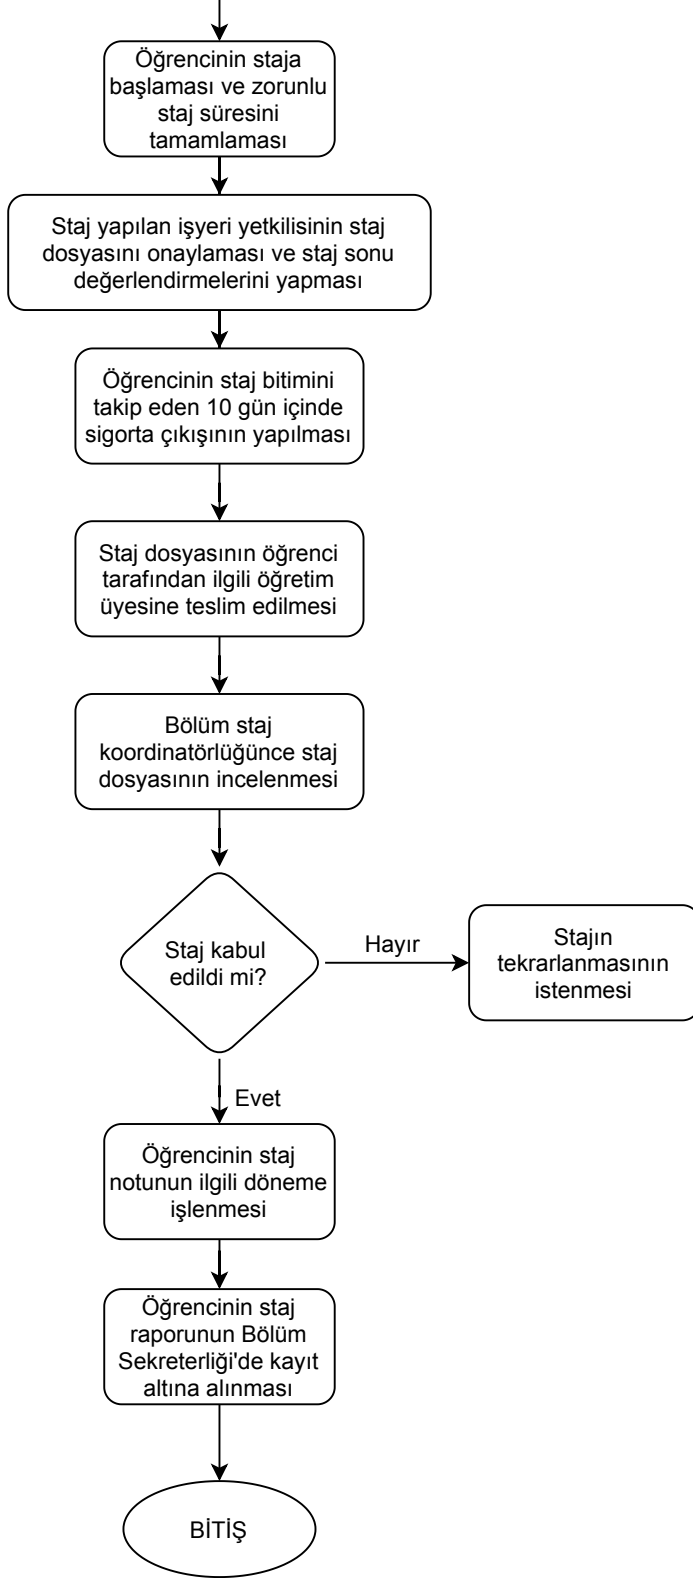 Öğrencinin staja
başlaması ve zorunlu
staj süresini
tamamlaması
Staj yapılan işyeri yetkilisinin staj
dosyasını onaylaması ve staj sonu
değerlendirmelerini yapması
Öğrencinin staj bitimini
takip eden 10 gün içinde
sigorta çıkışının yapılması
Staj dosyasının öğrenci
tarafından ilgili öğretim
üyesine teslim edilmesi
Bölüm staj
koordinatörlüğünce staj
dosyasının incelenmesi
Staj kabul
edildi mi?
Hayır
Stajın
tekrarlanmasının
istenmesi
Evet
Öğrencinin staj
notunun ilgili döneme
işlenmesi
Öğrencinin staj
raporunun Bölüm
Sekreterliği'de kayıt
altına alınması
BİTİŞ